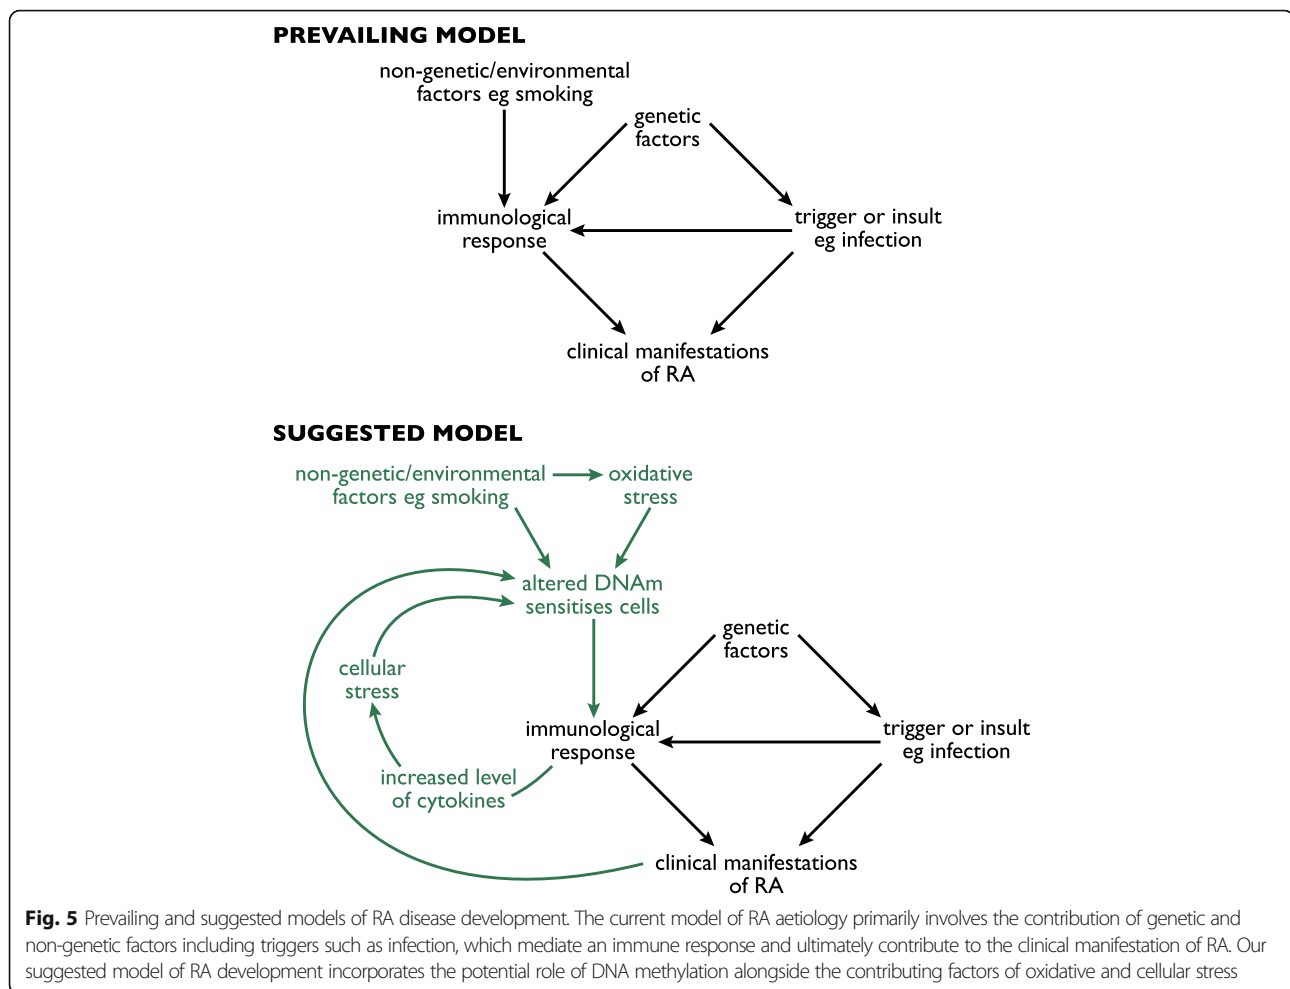 PREVAILING MODEL
non-genetic/environmental
factors eg smoking
genetic
factors
immunological
response
trigger or insult
eg infection
clinical manifestations
of RA
SUGGESTED MODEL
non-genetic/environmental
factors eg smoking
oxidative
stress
altered DNAm
sensitises cells
genetic
factors
cellular
stress
immunological
response
trigger or insult
eg infection
increased level
of cytokines
clinical manifestations
of RA
Fig. 5 Prevailing and suggested models of RA disease development. The current model of RA aetiology primarily involves the contribution of genetic and
non-genetic factors including triggers such as infection, which mediate an immune response and ultimately contribute to the clinical manifestation of RA. Our
suggested model of RA development incorporates the potential role of DNA methylation alongside the contributing factors of oxidative and cellular stress